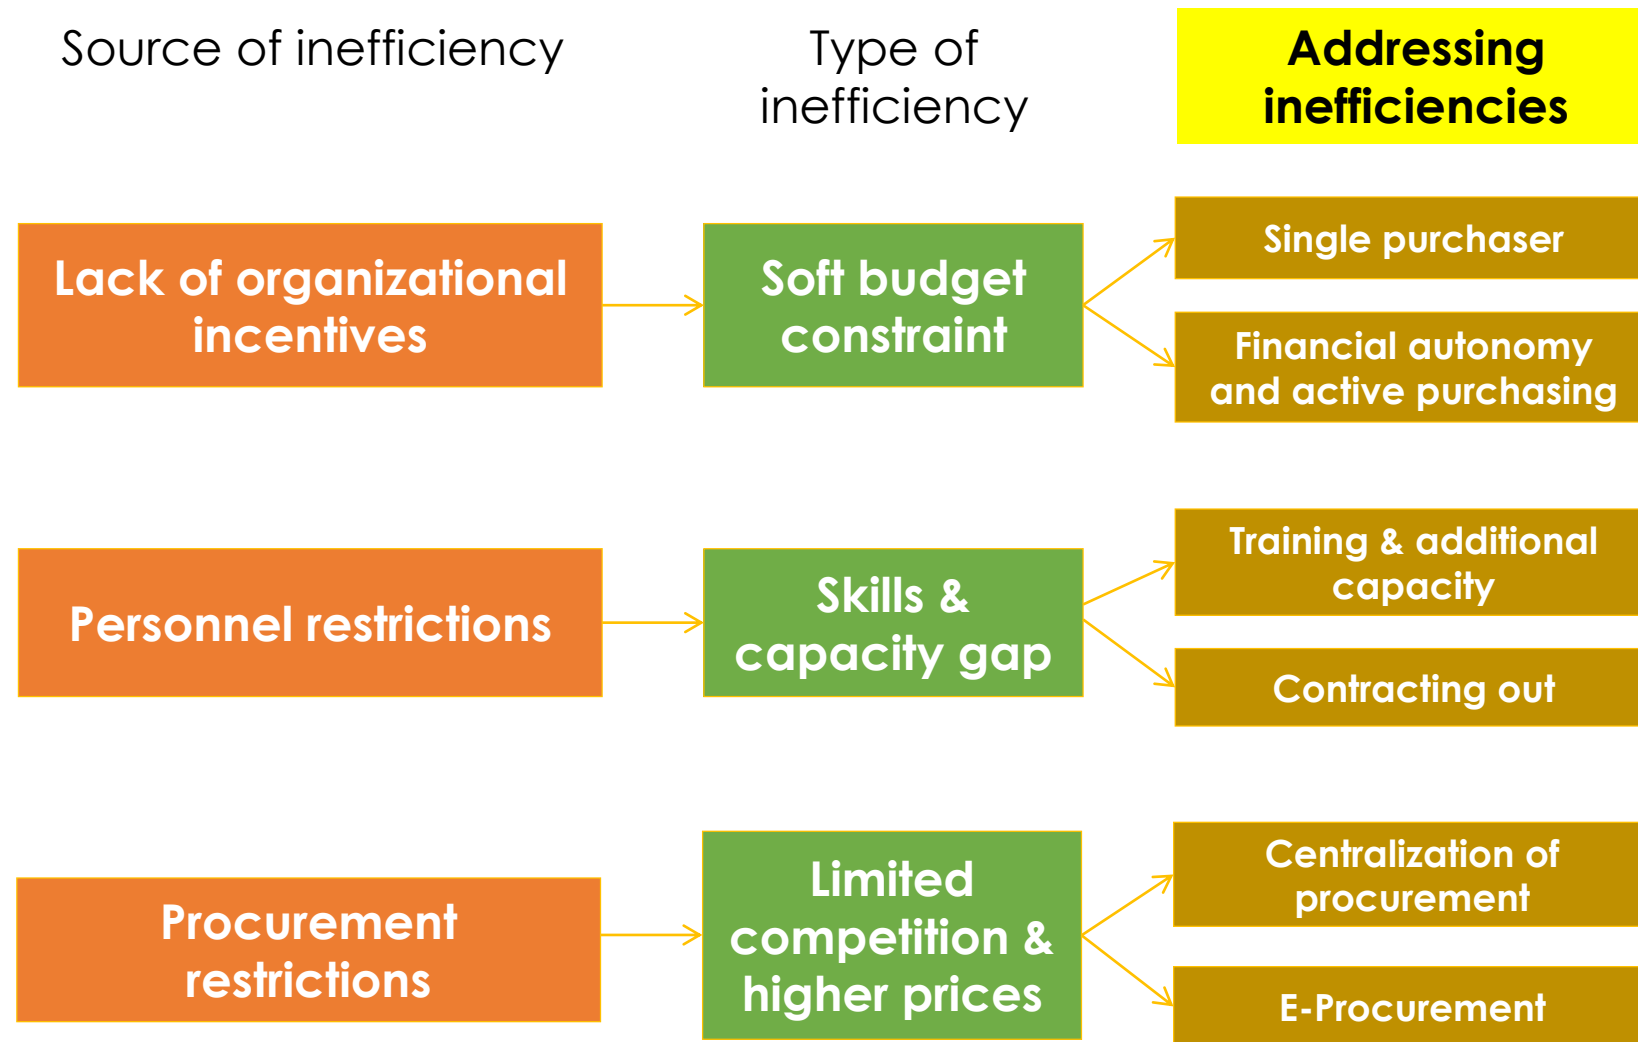 Source of inefficiency
Type of
inefficiency
Addressing
inefficiencies
Lack of organizational
incentives
Soft budget
constraint
Single purchaser
Financial autonomy
and active purchasing
Personnel restrictions
Skills &
capacity gap
Training & additional
capacity
Contracting out
Procurement
restrictions
Limited
competition &
higher prices
Centralization of
procurement
E-Procurement